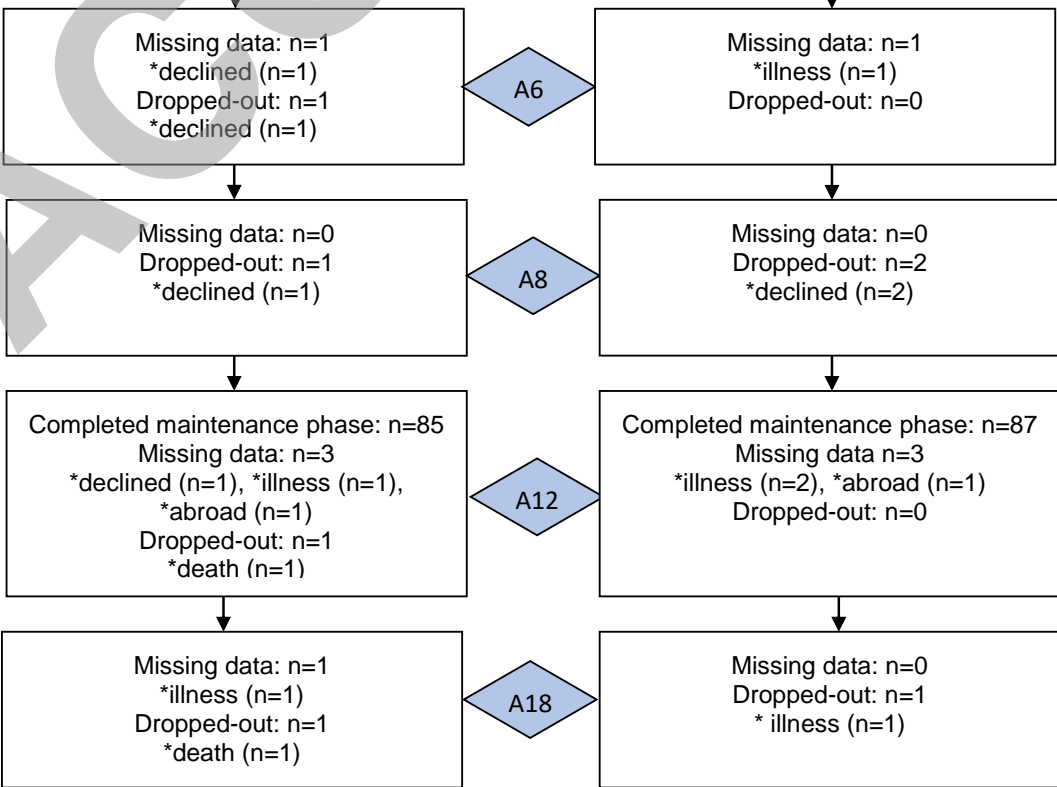 Missing data: n=1
*declined (n=1)
Dropped-out: n=1
*declined (n=1)
A6
Missing data: n=1
*illness (n=1)
Dropped-out: n=0
Missing data: n=0
Dropped-out: n=1
*declined (n=1)
A8
Missing data: n=0
Dropped-out: n=2
*declined (n=2)
Completed maintenance phase: n=85
Missing data: n=3
*declined (n=1), *illness (n=1),
*abroad (n=1)
Dropped-out: n=1
*death (n=1)
A12
Completed maintenance phase: n=87
Missing data n=3
*illness (n=2), *abroad (n=1)
Dropped-out: n=0
Missing data: n=1
*illness (n=1)
Dropped-out: n=1
*death (n=1)
A18
Missing data: n=0
Dropped-out: n=1
* illness (n=1)